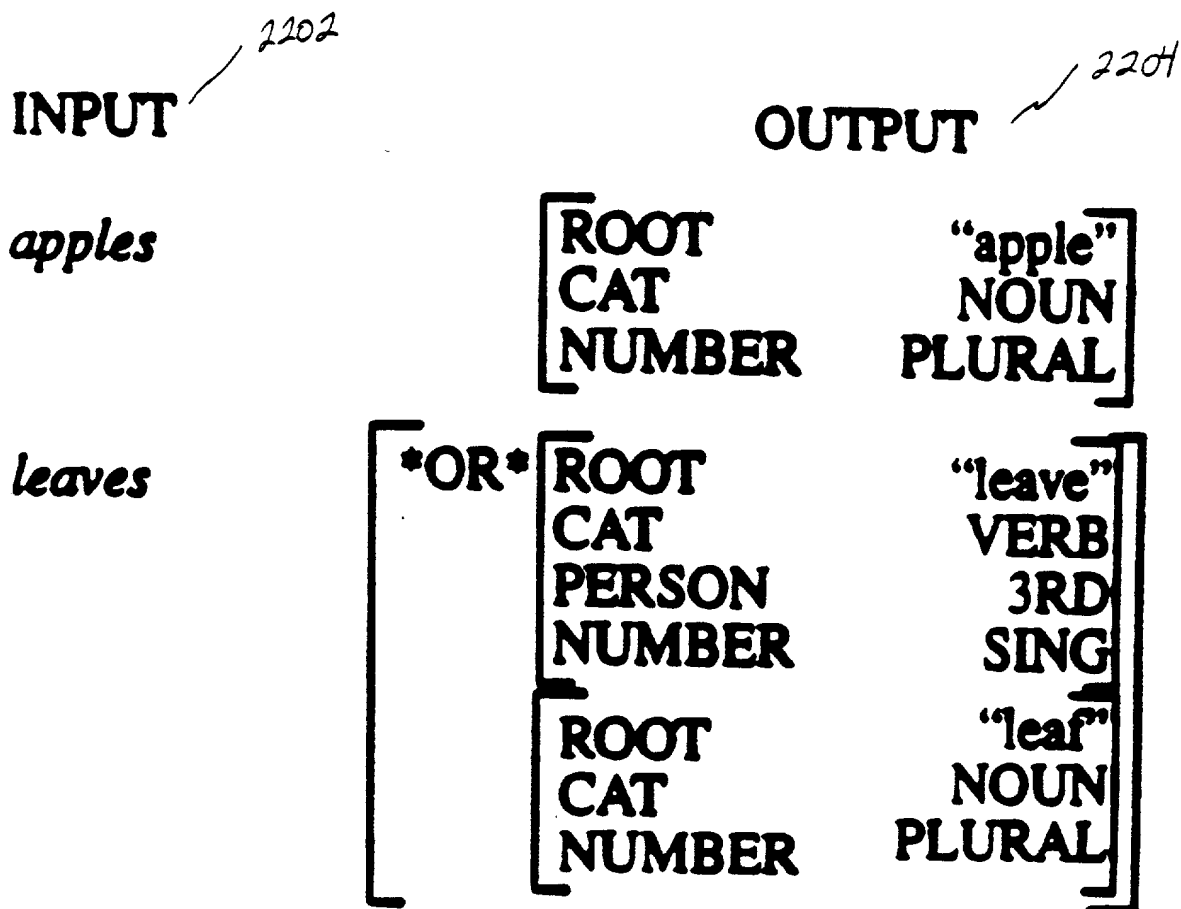 2202
2204
INPUT OUTPUT
apples ROOT “apple”
CAT NOUN
NUMBER PLURAL
leaves *OR* ROOT “leave”
CAT VERB
PERSON 3RD
NUMBER SING
ROOT “leaf”
CAT NOUN
NUMBER PLURAL